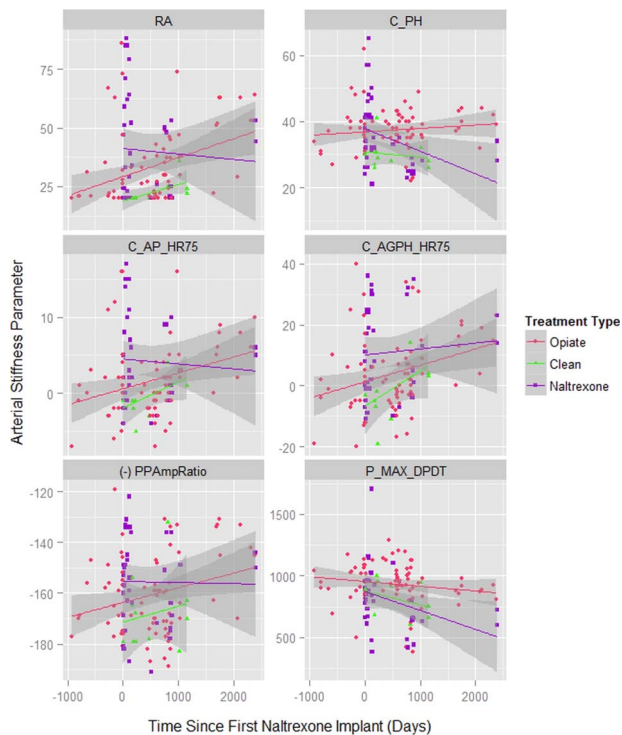 RA
C_PH
75
50
25
60
40
20
C_AP_HR75
C_AGPH_HR75
10
0
40
20
0
-20
(-) PPAmpRatio
P_MAX_DPDT
-120
-140
-160
-180
1500
1000
500
-1000 0 1000 2000
-1000 0 1000 2000
Arterial Stiffness Parameter
Time Since First Naltrexone Implant (Days)
Treatment Type
Opiate
Clean
Naltrexone